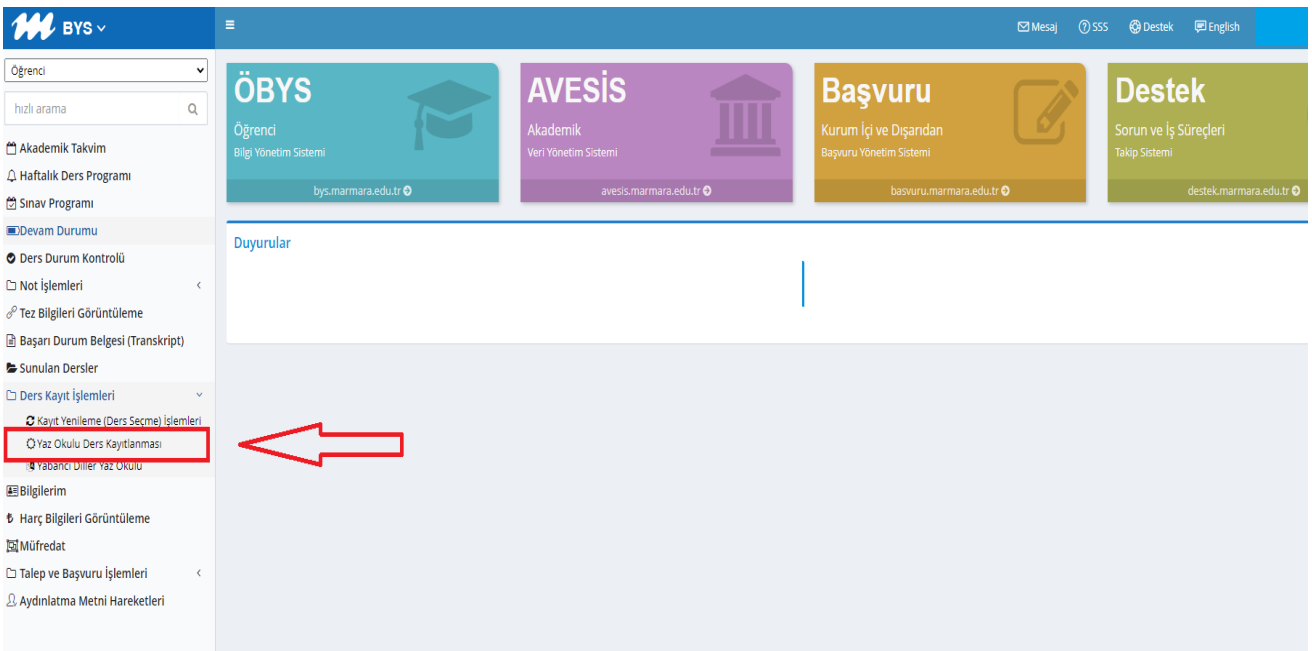 BYS
Mesaj
SSS
Destek
English
Öğrenci
hızlı arama
Akademik Takvim
Haftalık Ders Programı
Sınav Programı
Devam Durumu
Ders Durum Kontrolü
Not İşlemleri
Tez Bilgileri Görüntüleme
Başarı Durum Belgesi (Transkript)
Sunulan Dersler
Ders Kayıt İşlemleri
Kayıt Yenileme (Ders Seçme) İşlemleri
Yaz Okulu Ders Kayıtlanması
Yabancı Diller Yaz Okulu
Bilgilerim
Harç Bilgileri Görüntüleme
Müfredat
Talep ve Başvuru İşlemleri
Aydınlatma Metni Hareketleri
ÖBYS
Öğrenci
Bilgi Yönetim Sistemi
bys.marmara.edu.tr
AVESİS
Akademik
Veri Yönetim Sistemi
avesis.marmara.edu.tr
Başvuru
Kurum İçi ve Dışarıdan
Başvuru Yönetim Sistemi
basvuru.marmara.edu.tr
Destek
Sorun ve İş Süreçleri
Takip Sistemi
destek.marmara.edu.tr
Duyurular